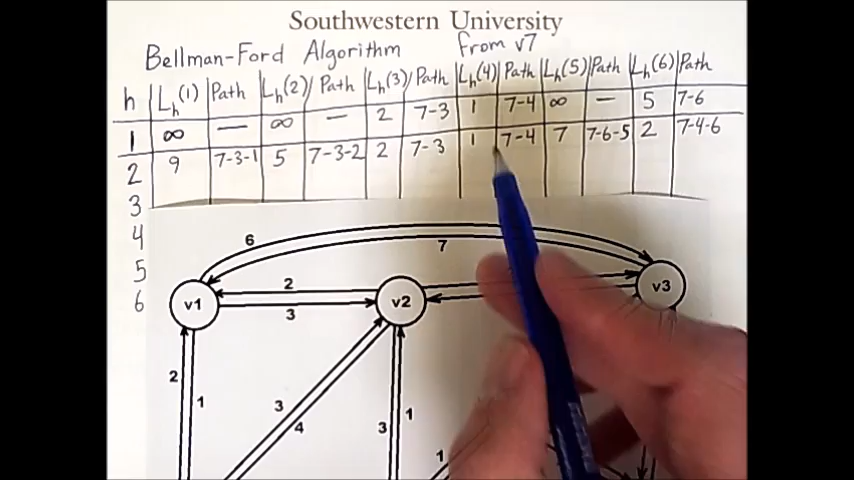 Southwestern University
Bellman-Ford Algorithm from v7
h Lh(1) Path Lh(2) Path Lh(3) Path Lh(4) Path Lh(5) Path Lh(6) Path
1 ∞ — ∞ — 2 7-3 1 7-4 ∞ — 5 7-6
2 9 7-3-1 5 7-3-2 2 7-3 1 7-4 7 7-6-5 2 7-4-6
3
4
5
6
6
7
v1 2 v2 v3
3
2 1
3 4
3 1
1